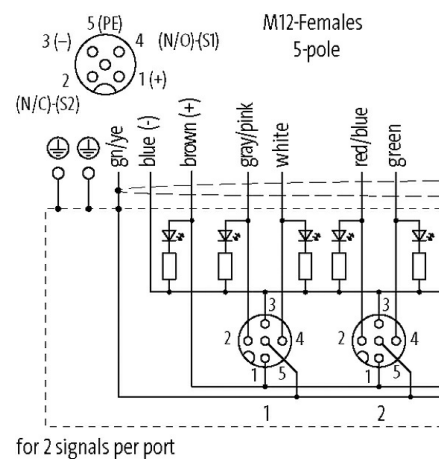 5 (PE)
M12-Females
3 (–)
4
(N/O)-(S1)
5-pole
2
1 (+)
(N/C)-(S2)
gn/ye
blue (-)
brown (+)
gray/pink
white
red/blue
green
3
3
2
4
2
4
1
5
1
5
1
2
for 2 signals per port